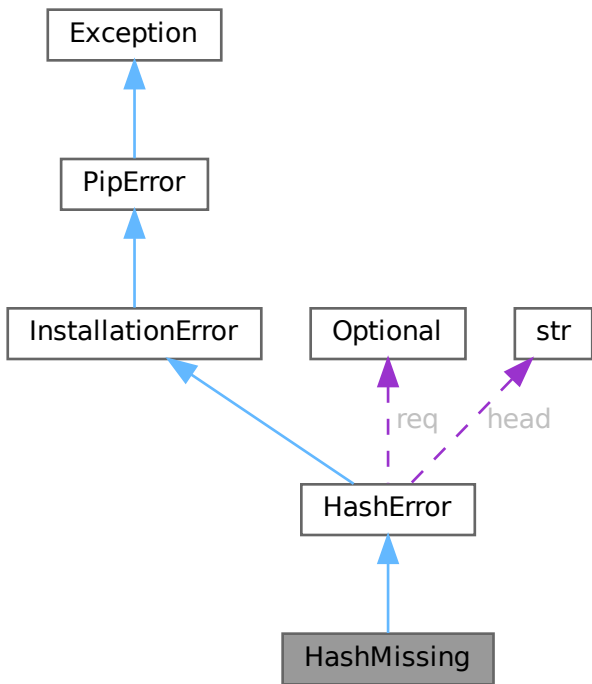 Exception
PipError
InstallationError
Optional
str
req
head
HashError
HashMissing